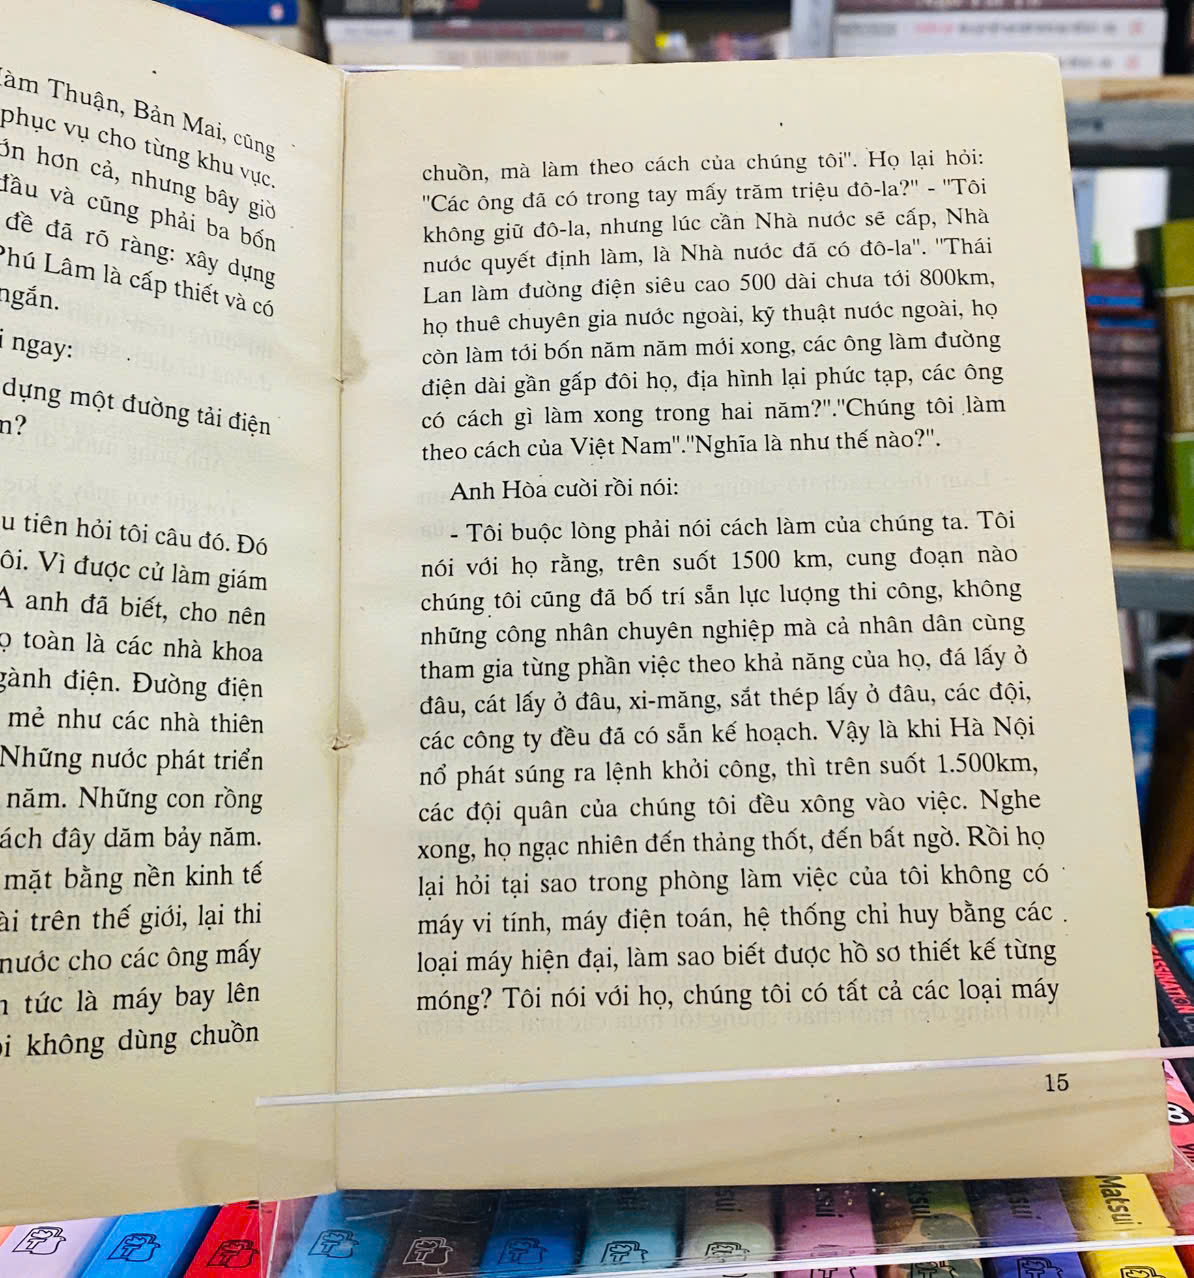 Thuận, Bản Mai, cũng
phục vụ cho từng khu vực.
hơn cả, nhưng bây giờ
đầu và cũng phải ba bốn
đề đã rõ ràng: xây dựng
Phú Lâm là cấp thiết và có
ngắn.
ngay:
dựng một đường tải điện
tiên hỏi tôi câu đó. Đó
Vì được cử làm giám
A anh đã biết, cho nên
toàn là các nhà khoa
điện. Đường điện
mẻ như các nhà thiên
Những nước phát triển
năm. Những con rồng
đây dăm bảy năm.
mặt bằng nền kinh tế
trên thế giới, lại thi
nước cho các ông mấy
tức là máy bay lên
không dùng chuồn
chuồn, mà làm theo cách của chúng tôi". Họ lại hỏi:
"Các ông đã có trong tay mấy trăm triệu đô-la?" - "Tôi
không giữ đô-la, nhưng lúc cần Nhà nước sẽ cấp, Nhà
nước quyết định làm, là Nhà nước đã có đô-la". "Thái
Lan làm đường điện siêu cao 500 dài chưa tới 800km,
họ thuê chuyên gia nước ngoài, kỹ thuật nước ngoài, họ
còn làm tới bốn năm năm mới xong, các ông làm đường
điện dài gần gấp đôi họ, địa hình lại phức tạp, các ông
có cách gì làm xong trong hai năm?"."Chúng tôi làm
theo cách của Việt Nam"."Nghĩa là như thế nào?".
Anh Hòa cười rồi nói:
- Tôi buộc lòng phải nói cách làm của chúng ta. Tôi
nói với họ rằng, trên suốt 1500 km, cung đoạn nào
chúng tôi cũng đã bố trí sẵn lực lượng thi công, không
những công nhân chuyên nghiệp mà cả nhân dân cùng
tham gia từng phần việc theo khả năng của họ, đá lấy ở
đâu, cát lấy ở đâu, xi-măng, sắt thép lấy ở đâu, các đội,
các công ty đều đã có sẵn kế hoạch. Vậy là khi Hà Nội
nổ phát súng ra lệnh khởi công, thì trên suốt 1.500km,
các đội quân của chúng tôi đều xông vào việc. Nghe
xong, họ ngạc nhiên đến thảng thốt, đến bất ngờ. Rồi họ
lại hỏi tại sao trong phòng làm việc của tôi không có
máy vi tính, máy điện toán, hệ thống chỉ huy bằng các
loại máy hiện đại, làm sao biết được hồ sơ thiết kế từng
móng? Tôi nói với họ, chúng tôi có tất cả các loại máy
15
Matsui